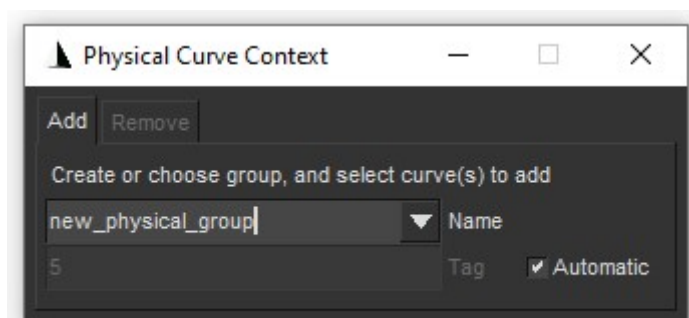 Physical Curve Context
Add Remove
Create or choose group, and select curve(s) to add
new_physical_group Name
5 Tag Automatic